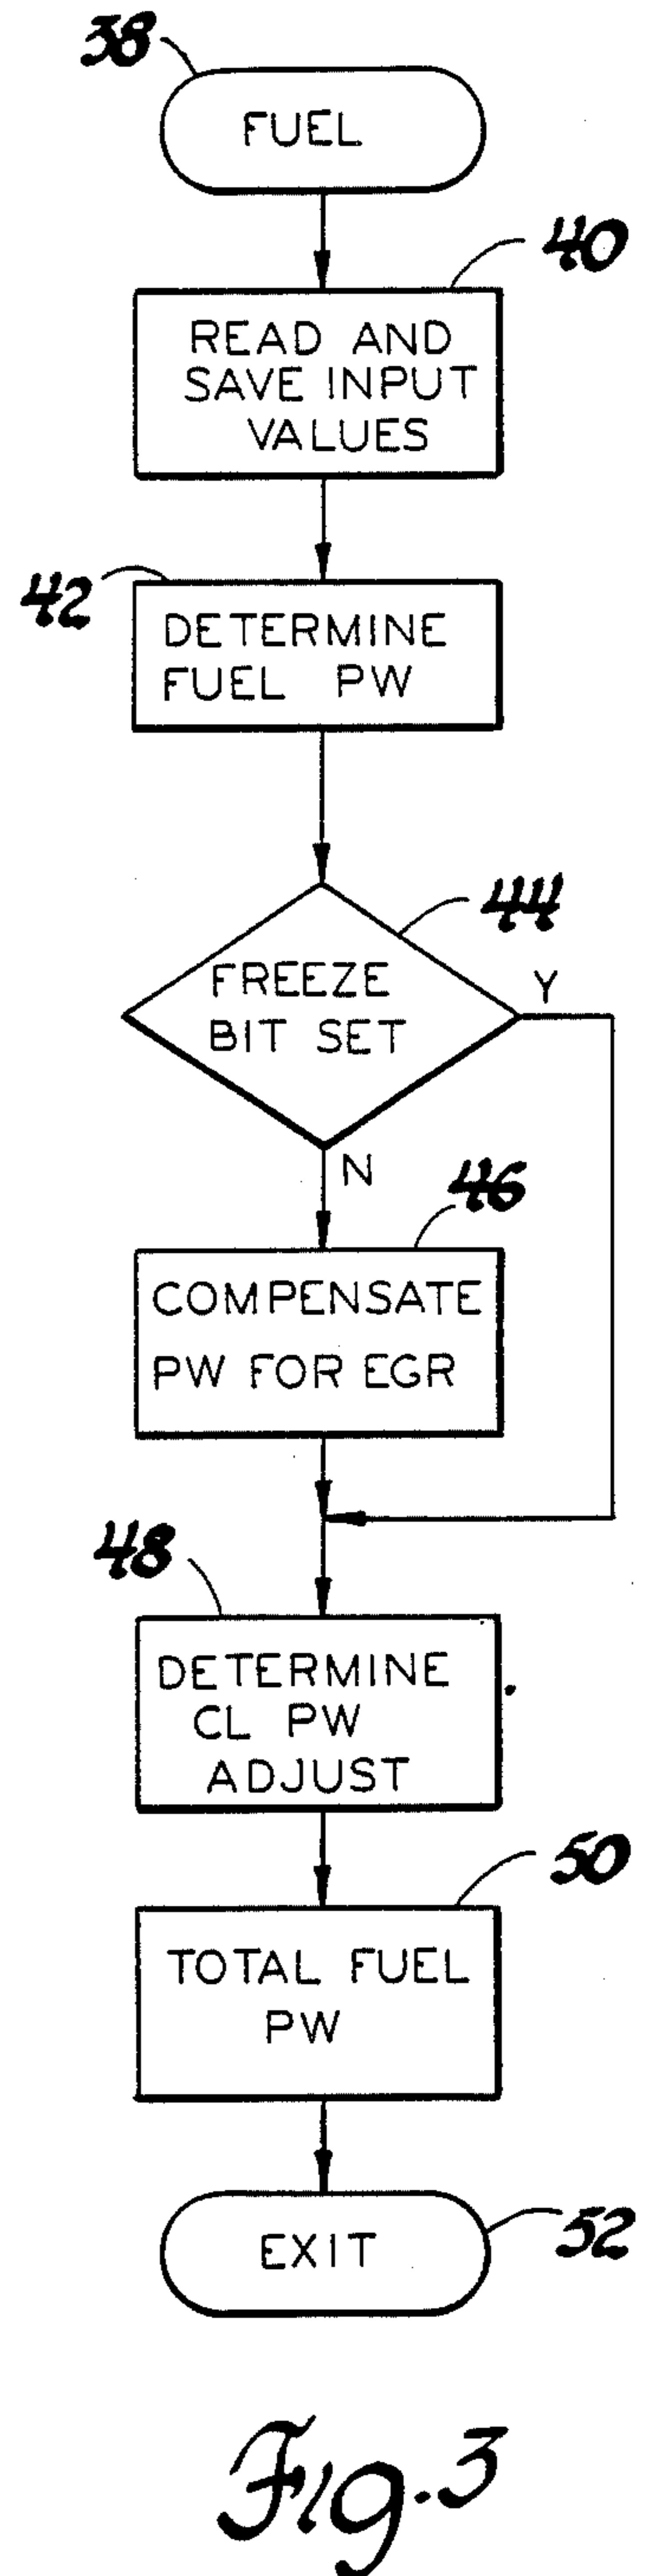 38
FUEL
40
READ AND
SAVE INPUT
VALUES
42
DETERMINE
FUEL PW
44
FREEZE
BIT SET
Y
N
46
COMPENSATE
PW FOR EGR
48
DETERMINE
CL PW
ADJUST
50
TOTAL FUEL
PW
EXIT
52
Fig. 3